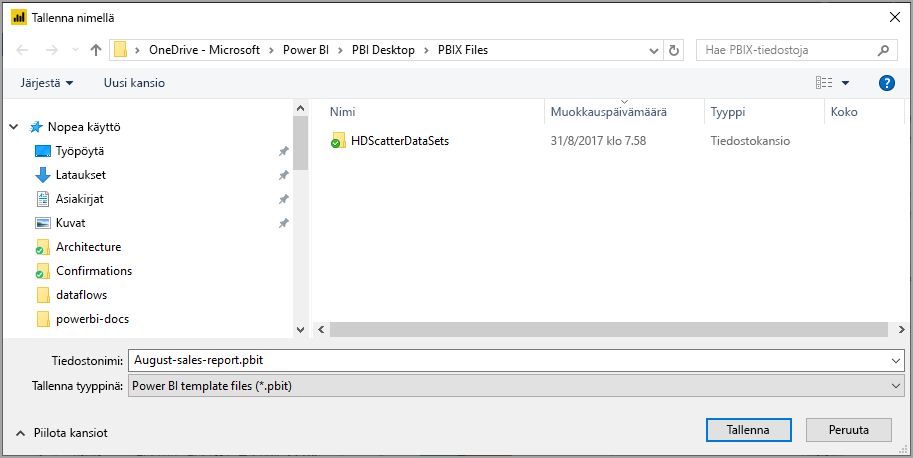 Tallenna nimellä
OneDrive - Microsoft > Power BI > PBI Desktop > PBIX Files
Hae PBIX-tiedostoja
Järjestä
Uusi kansio
Nopea käyttö
Työpöytä
Lataukset
Asiakirjat
Kuvat
Architecture
Confirmations
dataflows
powerbi-docs
Nimi Muokkauspäivämäärä Tyyppi Koko
HDScatterDataSets 31/8/2017 klo 7.58 Tiedostokansio
Tiedostonimi: August-sales-report.pbit
Tallenna tyyppinä: Power BI template files (*.pbit)
Piilota kansiot
Tallenna
Peruuta